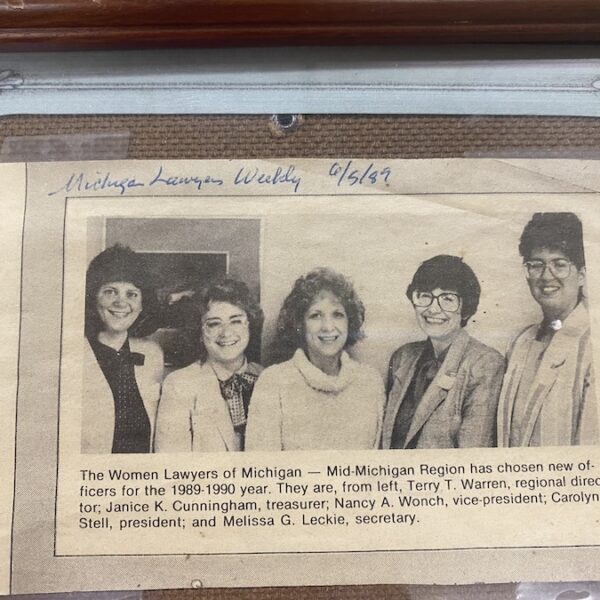 Michigan Lawyers Weekly 6/5/89
The Women Lawyers of Michigan — Mid-Michigan Region has chosen new of-
ficers for the 1989-1990 year. They are, from left, Terry T. Warren, regional direc
tor; Janice K. Cunningham, treasurer; Nancy A. Wonch, vice-president; Carolyn
Stell, president; and Melissa G. Leckie, secretary.